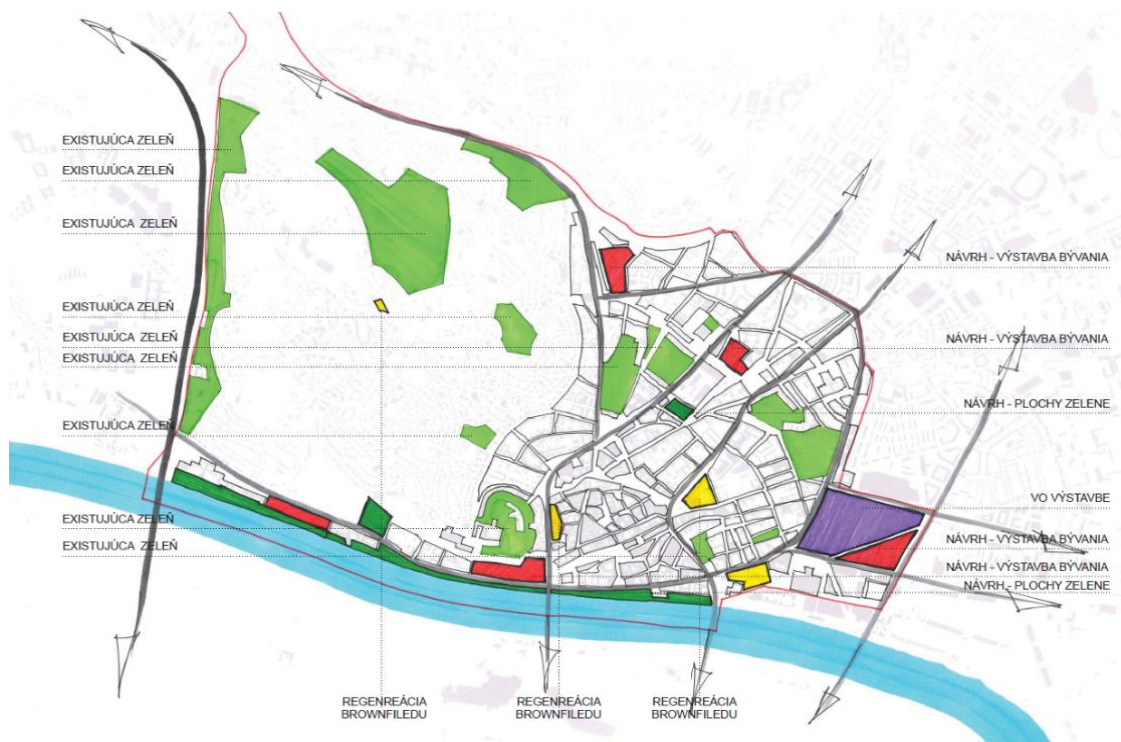 EXISTUJÚCA ZELEŇ
EXISTUJÚCA ZELEŇ
EXISTUJÚCA ZELEŇ
EXISTUJÚCA ZELEŇ
EXISTUJÚCA ZELEŇ
EXISTUJÚCA ZELEŇ
EXISTUJÚCA ZELEŇ
EXISTUJÚCA ZELEŇ
EXISTUJÚCA ZELEŇ
NÁVRH - VÝSTAVBA BÝVANIA
NÁVRH - VÝSTAVBA BÝVANIA
NÁVRH - PLOCHY ZELENE
VO VÝSTAVBE
NÁVRH - VÝSTAVBA BÝVANIA
NÁVRH - VÝSTAVBA BÝVANIA
NÁVRH - PLOCHY ZELENE
REGENREÁCIA
BROWNFILEDU
REGENREÁCIA
BROWNFILEDU
REGENREÁCIA
BROWNFILEDU